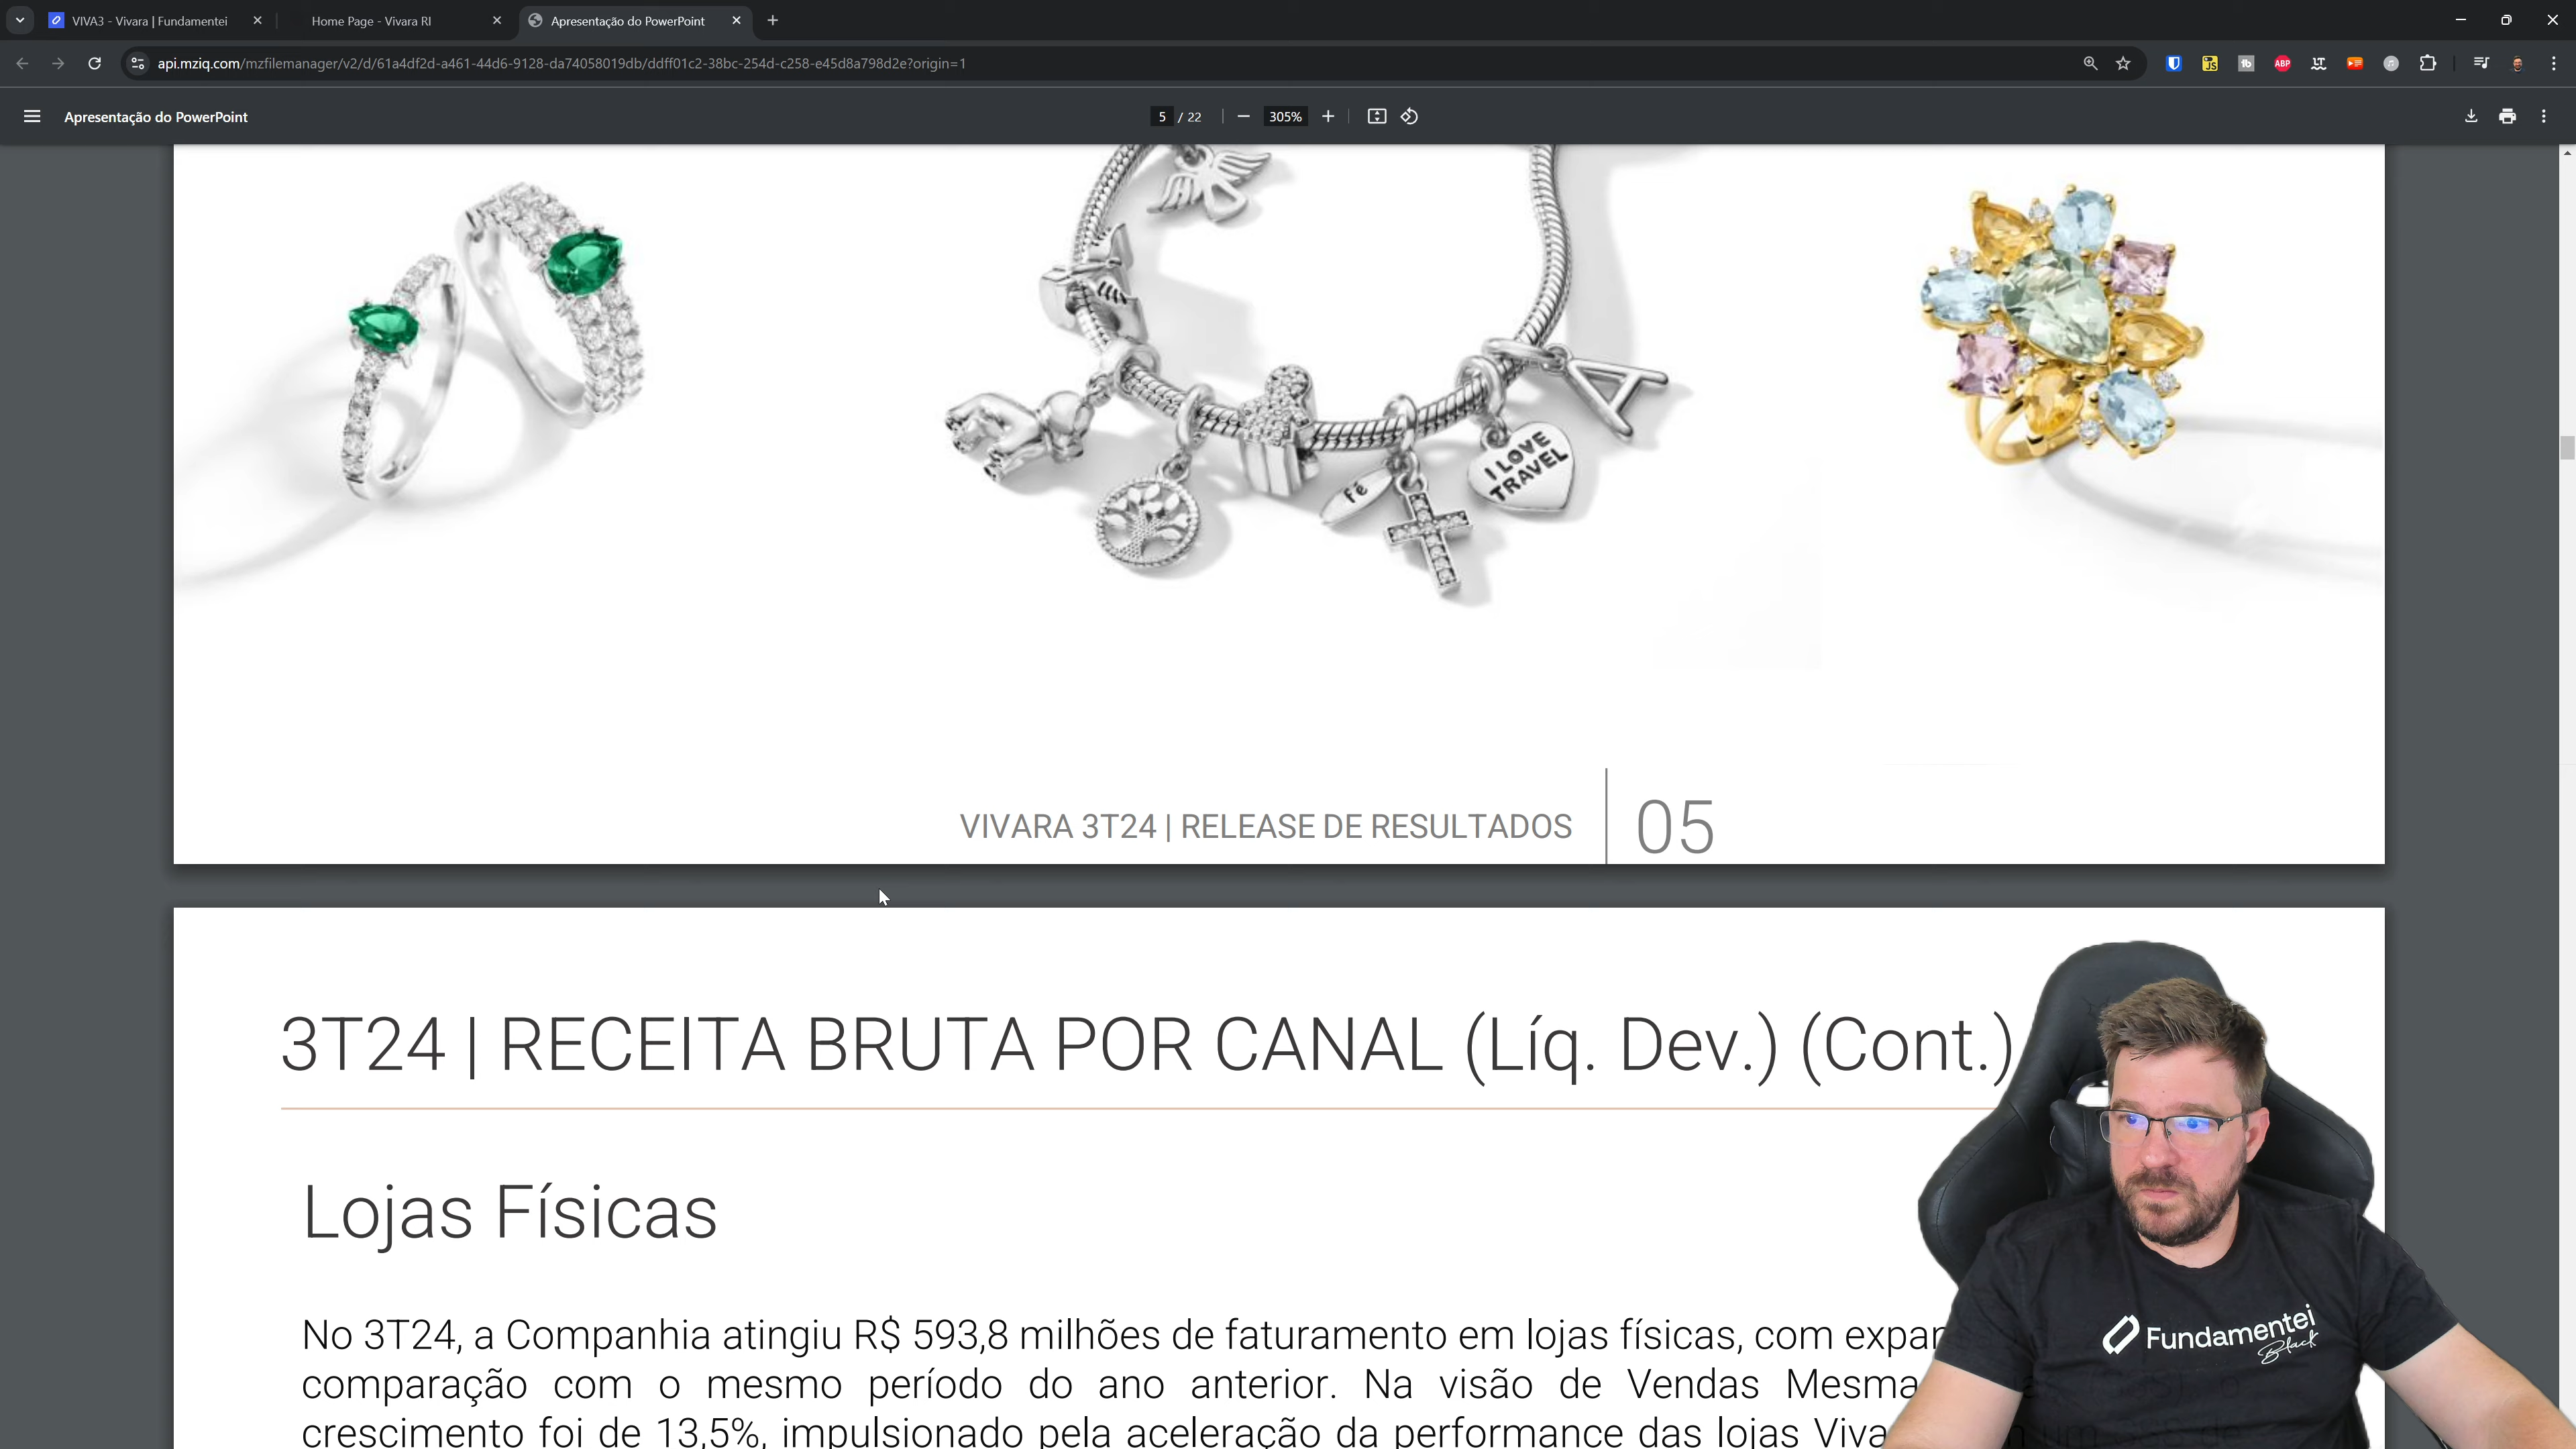 VIVA3 - Vivara | Fundamentei
Home Page - Vivara RI
Apresentação do PowerPoint
api.mziq.com/mzfilemanager/v2/d/61a4df2d-a461-44d6-9128-da74058019db/ddff01c2-38bc-254d-c258-e45d8a798d2e?origin=1
ABP
Apresentação do PowerPoint
5 / 22
305%
A
I LOVE
TRAVEL
fé
VIVARA 3T24 | RELEASE DE RESULTADOS
05
3T24 | RECEITA BRUTA POR CANAL (Líq. Dev.) (Cont.)
Lojas Físicas
No 3T24, a Companhia atingiu R$ 593,8 milhões de faturamento em lojas físicas, com
comparação com o mesmo período do ano anterior. Na visão de Vendas
crescimento foi de 13,5%, impulsionado pela aceleração da performance das lojas
Fundamentei
Black